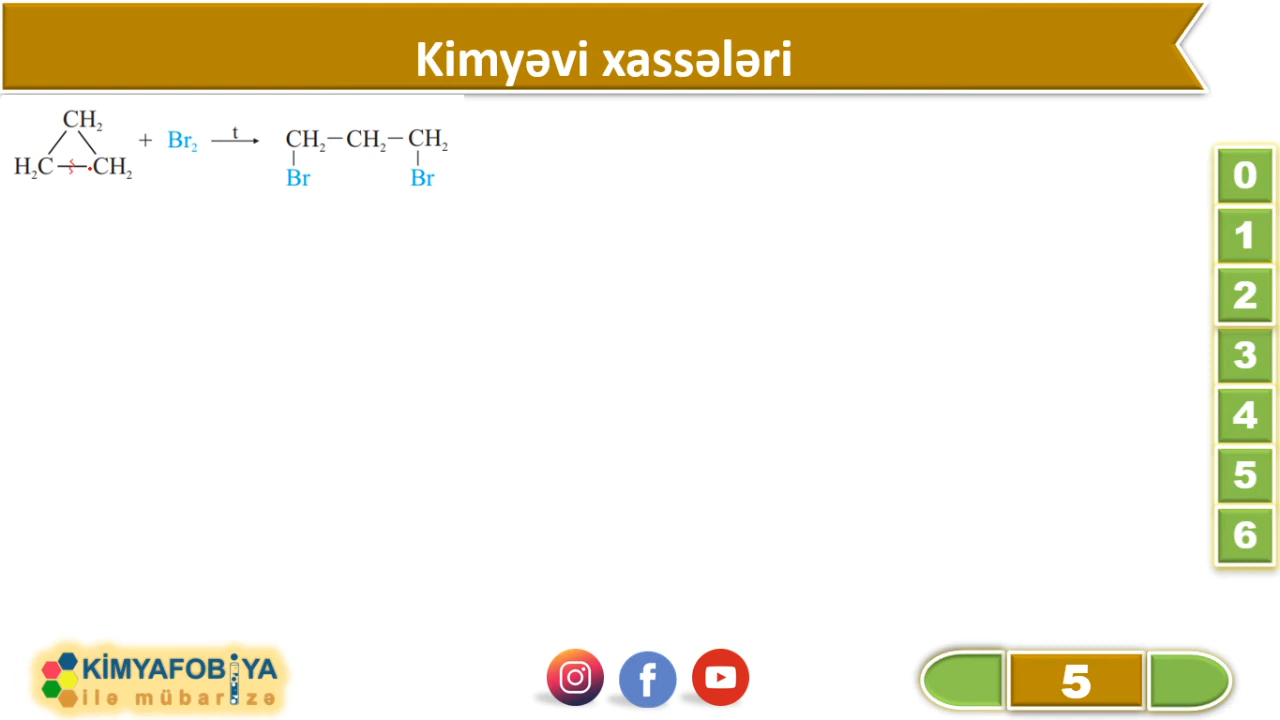 Kimyəvi xassələri
CH₂
H₂C CH₂ + Br₂ t CH₂ CH₂ CH₂
Br Br
0
1
2
3
4
5
6
KİMYAFOBİYA
ilə mübarizə
5